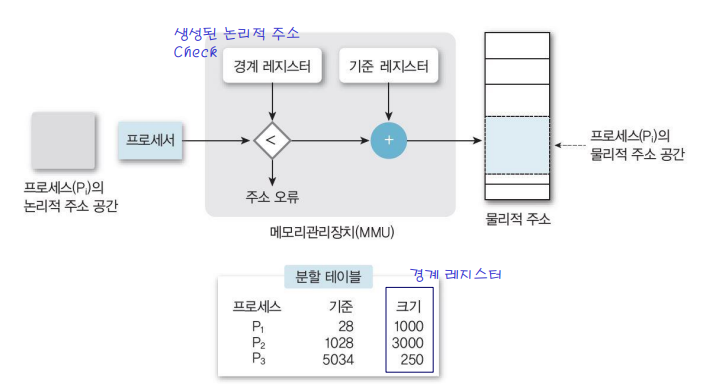 생성된 논리적 주소
Check
경계 레지스터
기준 레지스터
프로세서
<
+
주소 오류
프로세스(Pᵢ)의
논리적 주소 공간
프로세스(Pᵢ)의
물리적 주소 공간
물리적 주소
메모리관리장치(MMU)
분할 테이블
경계 레지스터
프로세스 기준 크기
P₁ 28 1000
P₂ 1028 3000
P₃ 5034 250